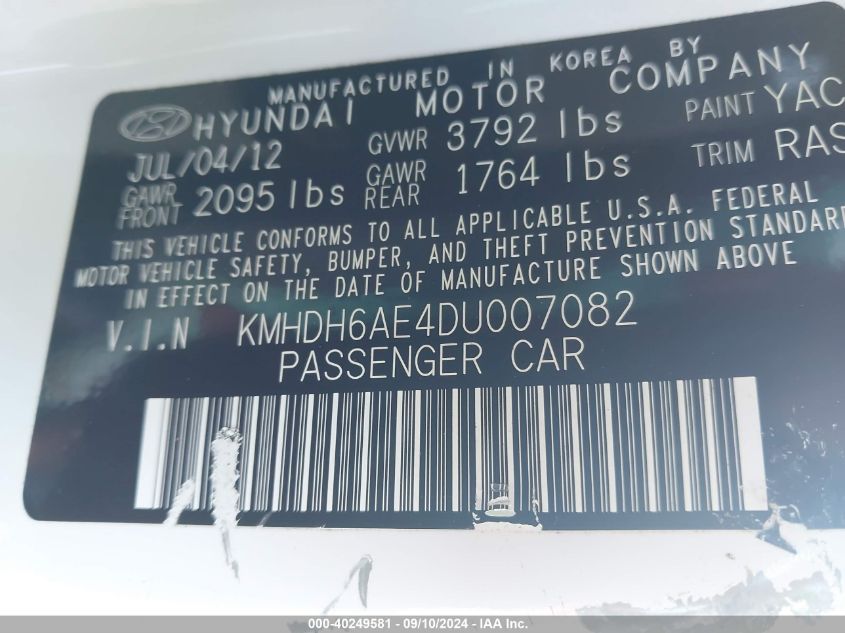 MANUFACTURED IN KOREA BY
HYUNDAI MOTOR COMPANY
JUL/04/12 GVWR 3792 lbs PAINT YAC
GAWR FRONT 2095 lbs GAWR REAR 1764 lbs TRIM RAS
THIS VEHICLE CONFORMS TO ALL APPLICABLE U.S.A. FEDERAL
MOTOR VEHICLE SAFETY, BUMPER, AND THEFT PREVENTION STANDARD
IN EFFECT ON THE DATE OF MANUFACTURE SHOWN ABOVE
V.I.N KMHDH6AE4DU007082
PASSENGER CAR
000-40249581 - 09/10/2024 - IAA Inc.